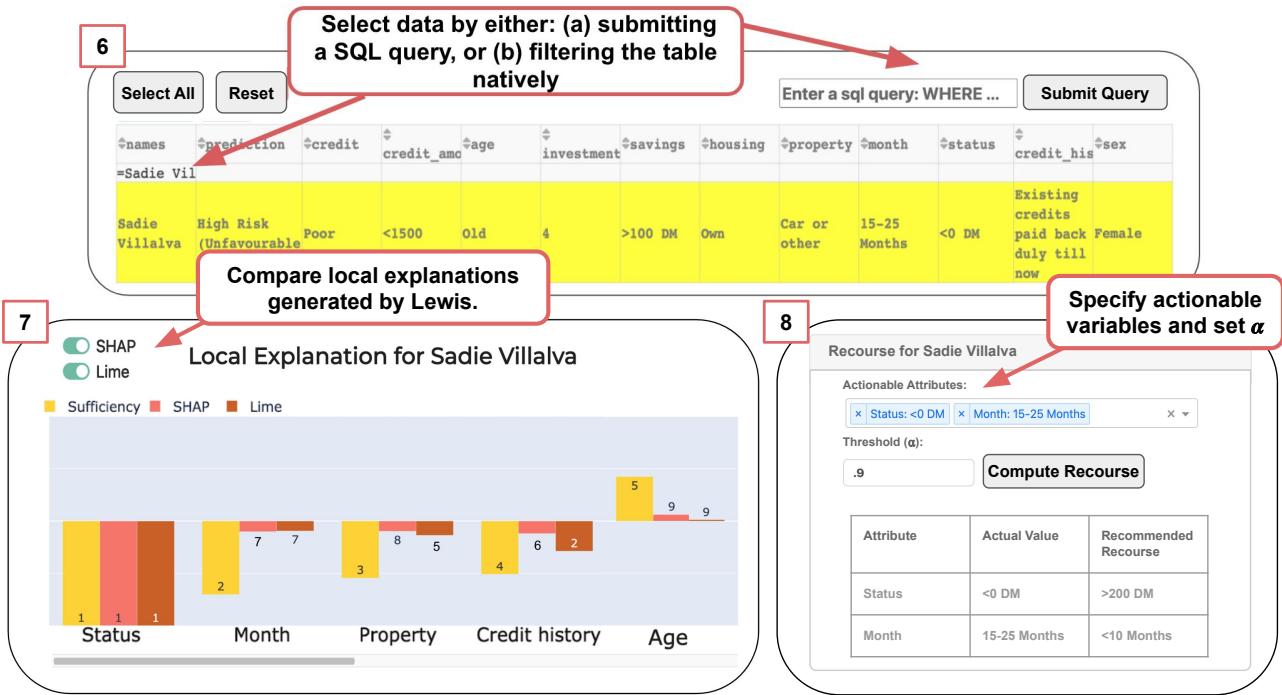 6
Select data by either: (a) submitting
a SQL query, or (b) filtering the table
natively
Select All
Reset
Enter a sql query: WHERE ...
Submit Query
names prediction credit credit_amo age investment savings housing property month status credit_his sex
=Sadie Vil
Sadie Villalva
High Risk (Unfavourable
Poor
<1500
Old
4
>100 DM
Own
Car or other
15-25 Months
<0 DM
Existing credits paid back duly till now
Female
7
Compare local explanations
generated by Lewis.
SHAP
Lime
Local Explanation for Sadie Villalva
Sufficiency SHAP Lime
1 1 1
2 7 7
3 8 5
4 6 2
5 9 9
Status Month Property Credit history Age
8
Specify actionable
variables and set α
Recourse for Sadie Villalva
Actionable Attributes:
× Status: <0 DM × Month: 15-25 Months ×
Threshold (α):
.9
Compute Recourse
Attribute Actual Value Recommended Recourse
Status <0 DM >200 DM
Month 15-25 Months <10 Months